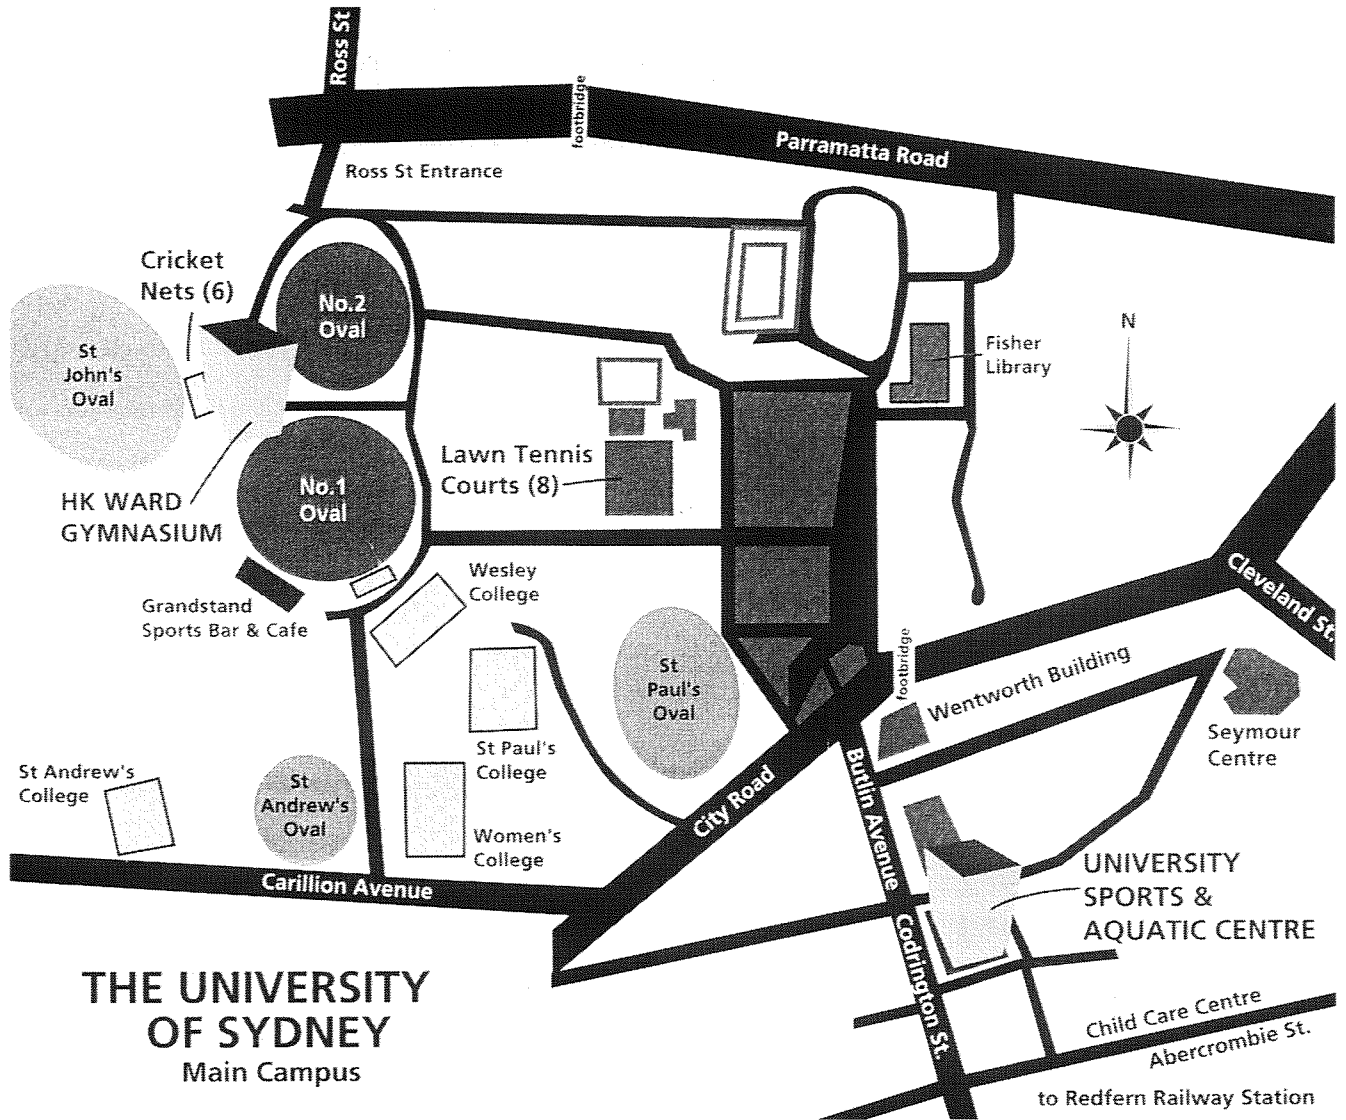 Ross St
footbridge
Parramatta Road
Ross St Entrance
Cricket
Nets (6)
No.2
Oval
St
John's
Oval
Fisher
Library
N
Lawn Tennis
Courts (8)
No.1
Oval
HK WARD
GYMNASIUM
Cleveland St.
Wesley
College
Grandstand
Sports Bar & Cafe
footbridge
Wentworth Building
St
Paul's
Oval
Seymour
Centre
St Paul's
College
St Andrew's
College
St
Andrew's
Oval
City Road
Butlin Avenue
Women's
College
Carillion Avenue
UNIVERSITY
SPORTS &
AQUATIC CENTRE
Codrington St.
THE UNIVERSITY
OF SYDNEY
Main Campus
Child Care Centre
Abercrombie St.
to Redfern Railway Station